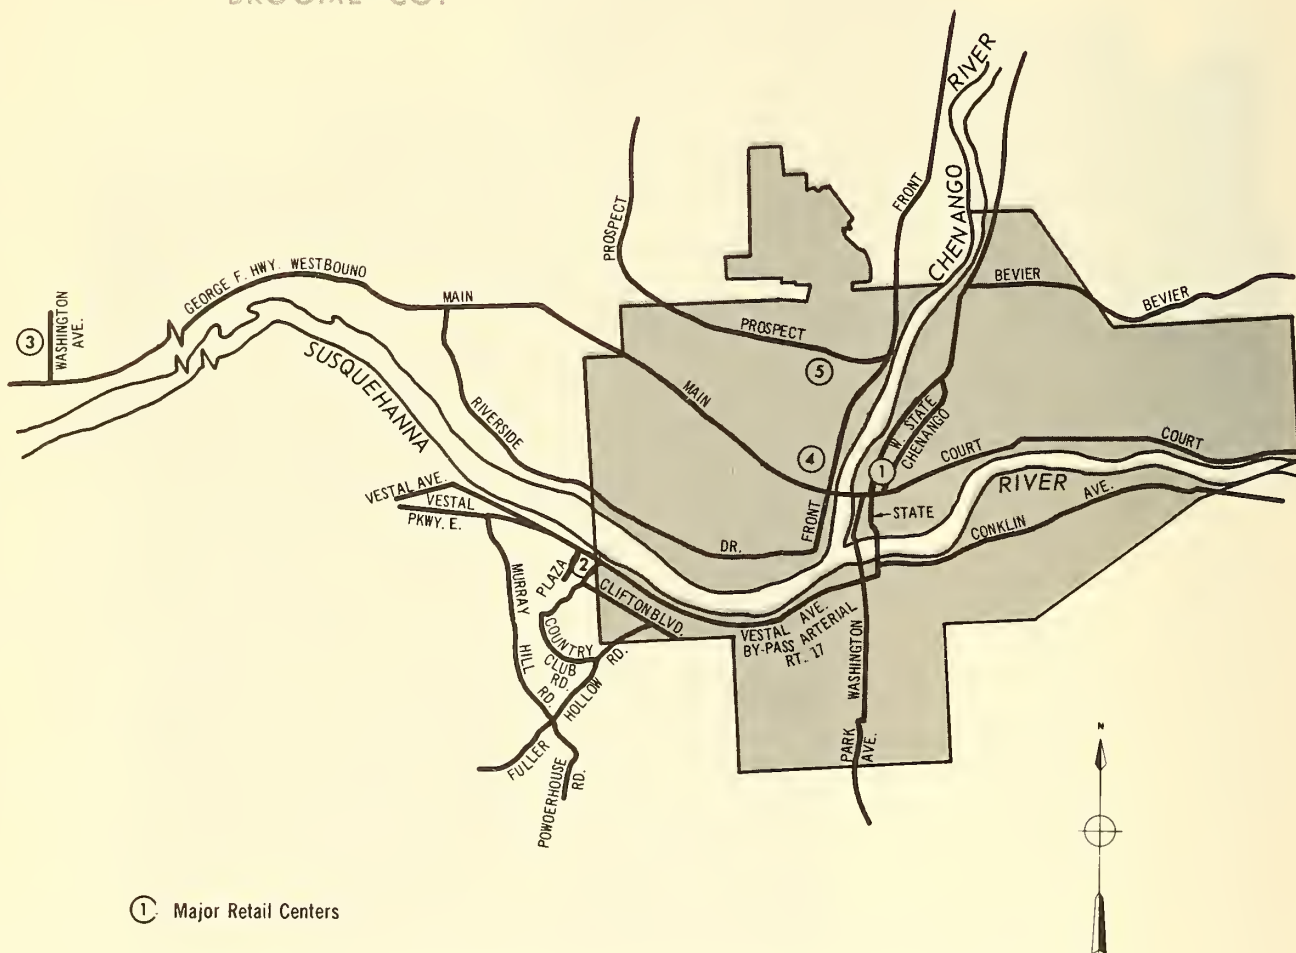 BROOME CO.
RIVER
CHENANGO
FRONT
PROSPECT
GEORGE F. HWY. WESTBOUND
MAIN
BEVIER
BEVIER
WASHINGTON
AVE.
3
PROSPECT
5
SUSQUEHANNA
MAIN
RIVERSIDE
W. STATE
CHENANGO
COURT
COURT
4
1
RIVER
VESTAL AVE.
VESTAL
PKWY. E.
FRONT
STATE
CONKLIN AVE.
DR.
PLAZA
2
CLIFTON BLVD.
MURRAY HILL RD.
COUNTRY
CLUB
RD.
VESTAL AVE.
BY-PASS ARTERIAL
RT. 17
WASHINGTON
FULLER HOLLOW RD.
PARK
AVE.
POWDERHOUSE
RD.
N
1 Major Retail Centers